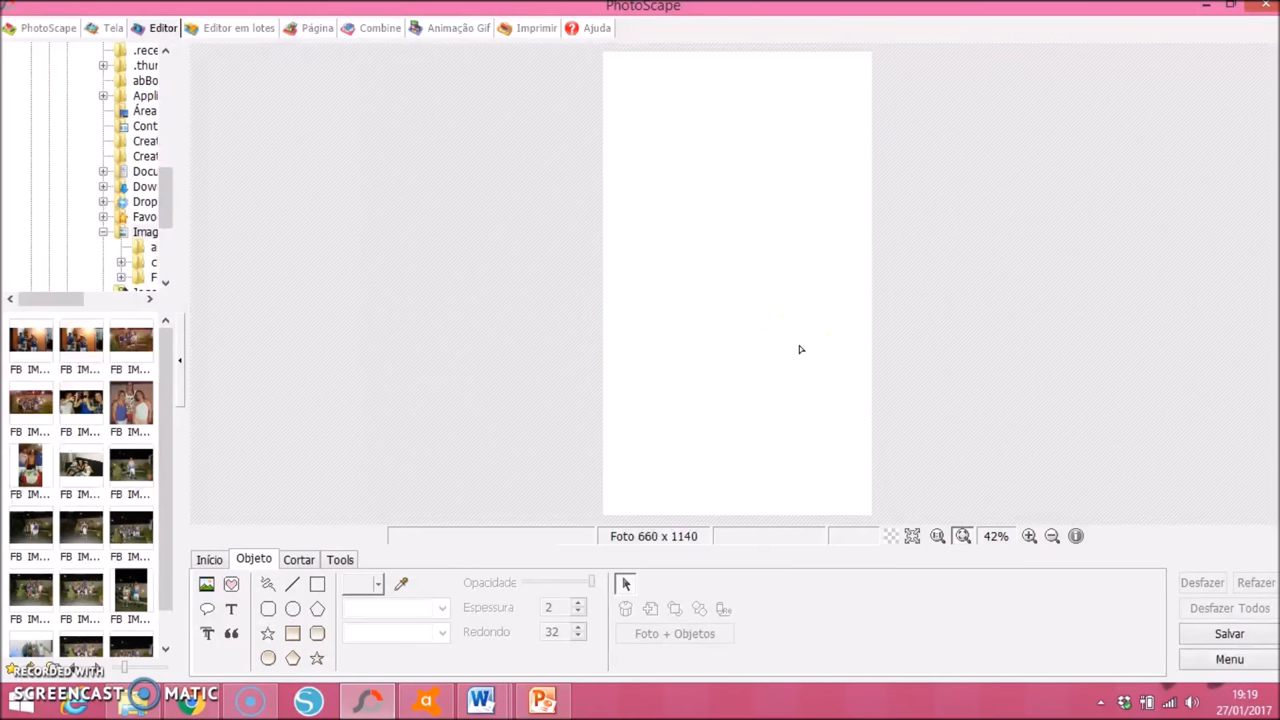 PhotoScape
PhotoScape Tela Editor Editor em lotes Página Combine Animação Gif Imprimir Ajuda
.rece
.thur
abBo
Appli
Área
Cont
Creat
Creat
Docu
Dow
Drop
Favo
Imag
a
c
F
FB IM... FB IM... FB IM...
FB IM... FB IM... FB IM...
FB IM... FB IM... FB IM...
FB IM... FB IM... FB IM...
FB IM... FB IM... FB IM...
Foto 660 x 1140 42%
Início Objeto Cortar Tools
Opacidade
Espessura 2
Redondo 32
Foto + Objetos
Desfazer Refazer
Desfazer Todos
Salvar
Menu
RECORDED WITH
SCREENCAST MATIC
19:19
27/01/2017